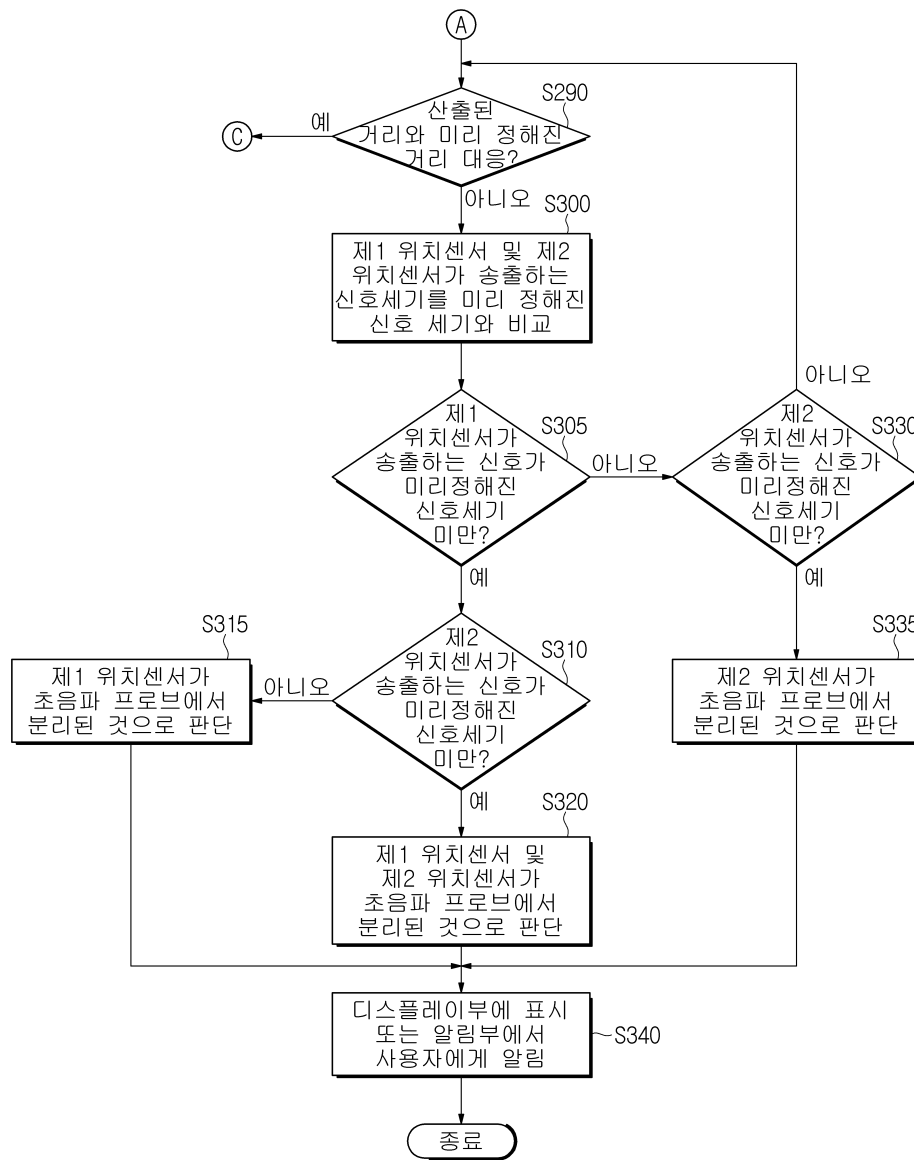 A
S290
산출된
거리와 미리 정해진
거리 대응?
예
C
아니오
S300
제1 위치센서 및 제2
위치센서가 송출하는
신호세기를 미리 정해진
신호 세기와 비교
아니오
제1
위치센서가
송출하는 신호가
미리정해진
신호세기
미만?
S305
아니오
제2
위치센서가
송출하는 신호가
미리정해진
신호세기
미만?
S330
예
예
S315
제1 위치센서가
초음파 프로브에서
분리된 것으로 판단
아니오
제2
위치센서가
송출하는 신호가
미리정해진
신호세기
미만?
S310
S335
제2 위치센서가
초음파 프로브에서
분리된 것으로 판단
예
S320
제1 위치센서 및
제2 위치센서가
초음파 프로브에서
분리된 것으로 판단
디스플레이부에 표시
또는 알림부에서
사용자에게 알림
S340
종료